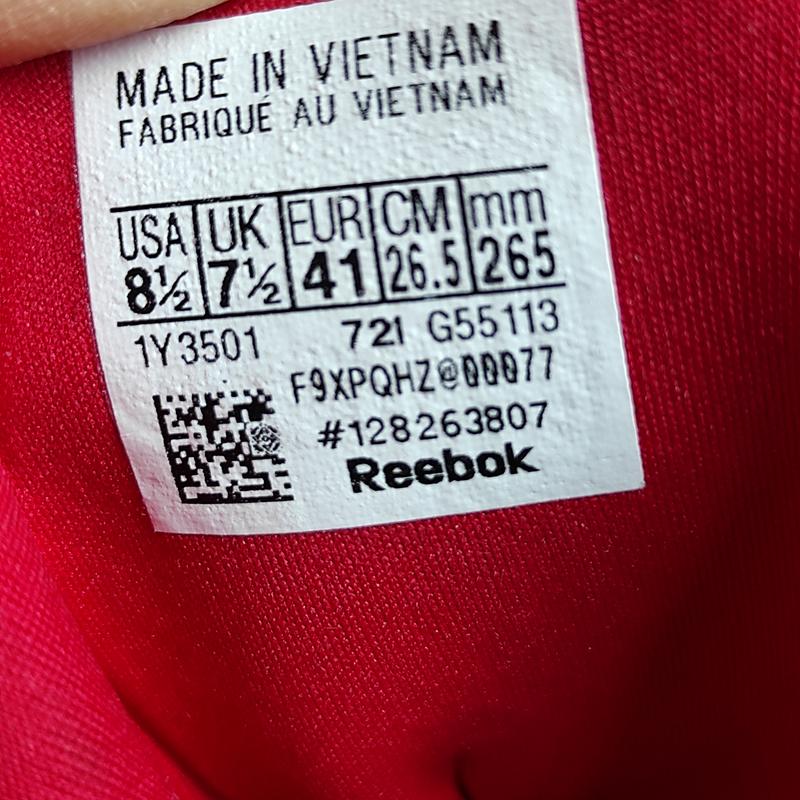 MADE IN VIETNAM
FABRIQUÉ AU VIETNAM
USA UK EUR CM mm
8½ 7½ 41 26.5 265
1Y3501 721 G55113
F9XPQHZ@00077
#128263807
Reebok